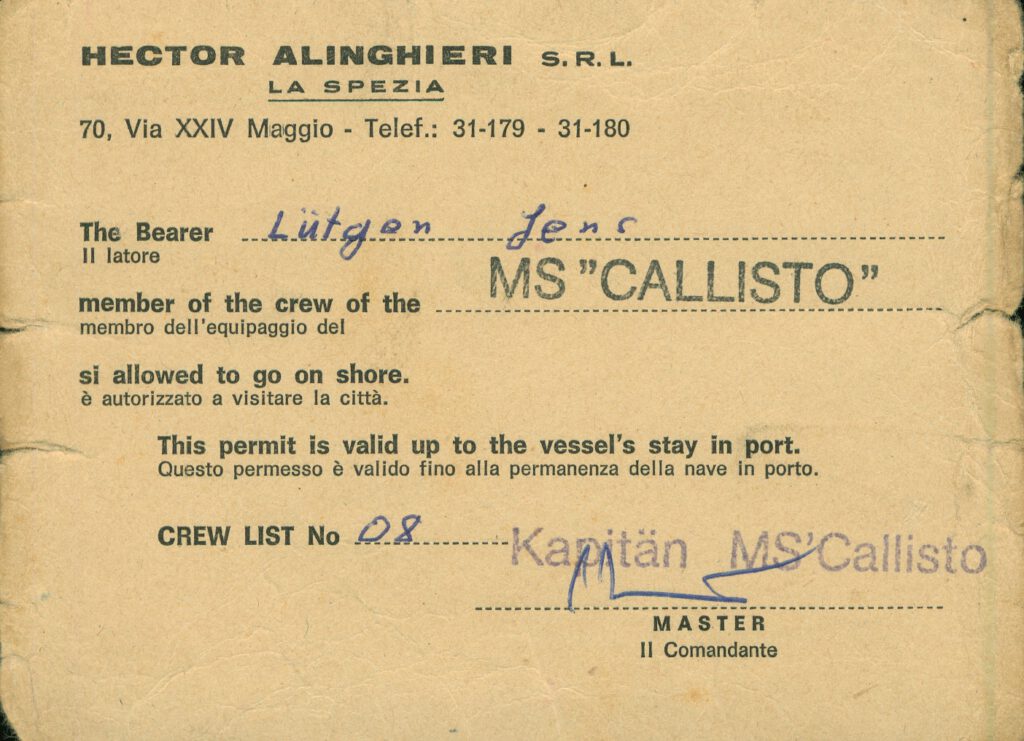 HECTOR ALINGHIERI S.R.L.
LA SPEZIA
70, Via XXIV Maggio - Telef.: 31-179 - 31-180
The Bearer Lütgen Jens
Il latore
MS "CALLISTO"
member of the crew of the
membro dell'equipaggio del
si allowed to go on shore.
è autorizzato a visitare la città.
This permit is valid up to the vessel's stay in port.
Questo permesso è valido fino alla permanenza della nave in porto.
CREW LIST No 08
Kapitän MS'Callisto
MASTER
Il Comandante